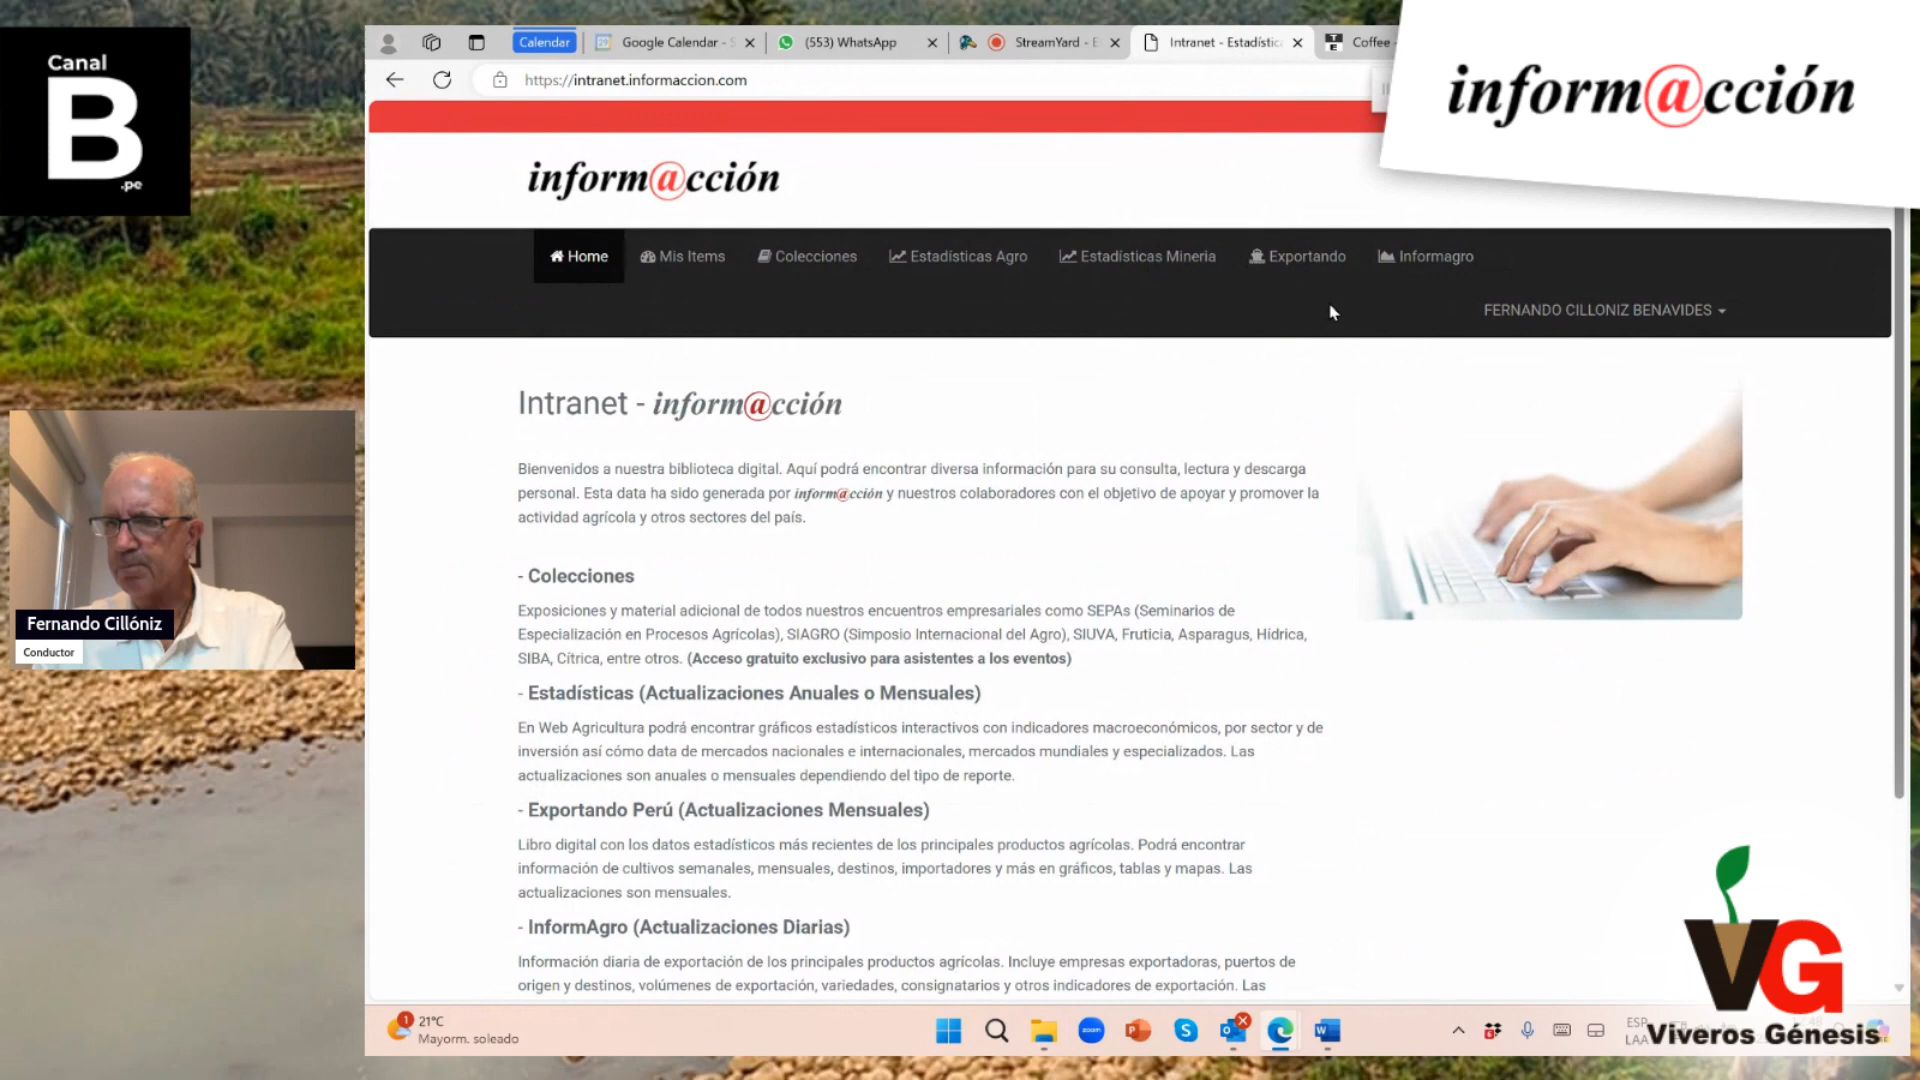 Canal
B
.pe
Calendar
Google Calendar - S
(553) WhatsApp
StreamYard - E
Intranet - Estadístic
Coffee
https://intranet.informaccion.com
inform@cción
inform@cción
Home
Mis Items
Colecciones
Estadísticas Agro
Estadísticas Mineria
Exportando
Informagro
FERNANDO CILLONIZ BENAVIDES
Intranet - inform@cción
Bienvenidos a nuestra biblioteca digital. Aquí podrá encontrar diversa información para su consulta, lectura y descarga
personal. Esta data ha sido generada por inform@cción y nuestros colaboradores con el objetivo de apoyar y promover la
actividad agrícola y otros sectores del país.
- Colecciones
Exposiciones y material adicional de todos nuestros encuentros empresariales como SEPAs (Seminarios de
Especialización en Procesos Agrícolas), SIAGRO (Simposio Internacional del Agro), SIUVA, Fruticia, Asparagus, Hídrica,
SIBA, Cítrica, entre otros. (Acceso gratuito exclusivo para asistentes a los eventos)
- Estadísticas (Actualizaciones Anuales o Mensuales)
En Web Agricultura podrá encontrar gráficos estadísticos interactivos con indicadores macroeconómicos, por sector y de
inversión así cómo data de mercados nacionales e internacionales, mercados mundiales y especializados. Las
actualizaciones son anuales o mensuales dependiendo del tipo de reporte.
- Exportando Perú (Actualizaciones Mensuales)
Libro digital con los datos estadísticos más recientes de los principales productos agrícolas. Podrá encontrar
información de cultivos semanales, mensuales, destinos, importadores y más en gráficos, tablas y mapas. Las
actualizaciones son mensuales.
- InformAgro (Actualizaciones Diarias)
Información diaria de exportación de los principales productos agrícolas. Incluye empresas exportadoras, puertos de
origen y destinos, volúmenes de exportación, variedades, consignatarios y otros indicadores de exportación. Las
Fernando Cillóniz
Conductor
VG
Viveros Génesis
1
21°C
Mayorm. soleado
zoom
ESP
LAA